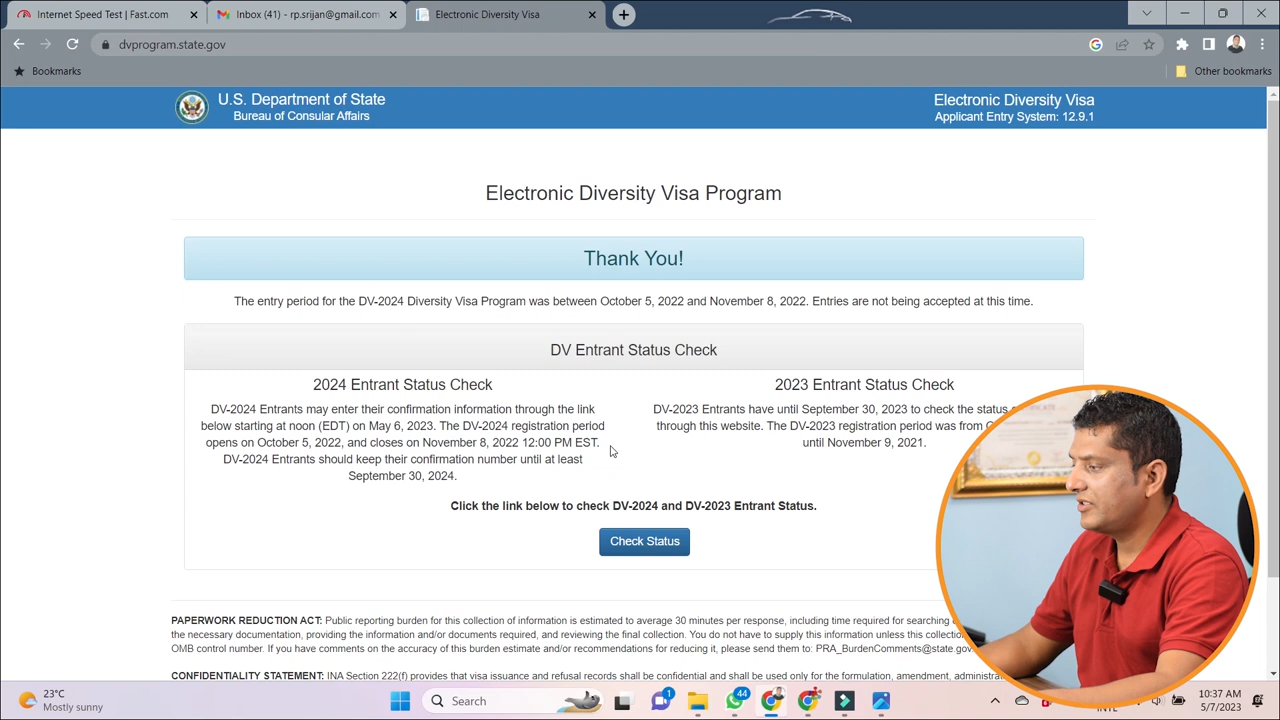 Internet Speed Test | Fast.com
Inbox (41) - rp.srijan@gmail.com
Electronic Diversity Visa
dvprogram.state.gov
Bookmarks
Other bookmarks
U.S. Department of State
Bureau of Consular Affairs
Electronic Diversity Visa
Applicant Entry System: 12.9.1
Electronic Diversity Visa Program
Thank You!
The entry period for the DV-2024 Diversity Visa Program was between October 5, 2022 and November 8, 2022. Entries are not being accepted at this time.
DV Entrant Status Check
2024 Entrant Status Check
DV-2024 Entrants may enter their confirmation information through the link
below starting at noon (EDT) on May 6, 2023. The DV-2024 registration period
opens on October 5, 2022, and closes on November 8, 2022 12:00 PM EST.
DV-2024 Entrants should keep their confirmation number until at least
September 30, 2024.
2023 Entrant Status Check
DV-2023 Entrants have until September 30, 2023 to check the status
through this website. The DV-2023 registration period was from
until November 9, 2021.
Click the link below to check DV-2024 and DV-2023 Entrant Status.
Check Status
PAPERWORK REDUCTION ACT: Public reporting burden for this collection of information is estimated to average 30 minutes per response, including time required for searching
the necessary documentation, providing the information and/or documents required, and reviewing the final collection. You do not have to supply this information unless this
OMB control number. If you have comments on the accuracy of this burden estimate and/or recommendations for reducing it, please send them to: PRA_BurdenComments@state.gov
CONFIDENTIALITY STATEMENT: INA Section 222(f) provides that visa issuance and refusal records shall be confidential and shall be used only for the formulation, amendment,
23°C
Mostly sunny
Search
1
44
10:37 AM
5/7/2023